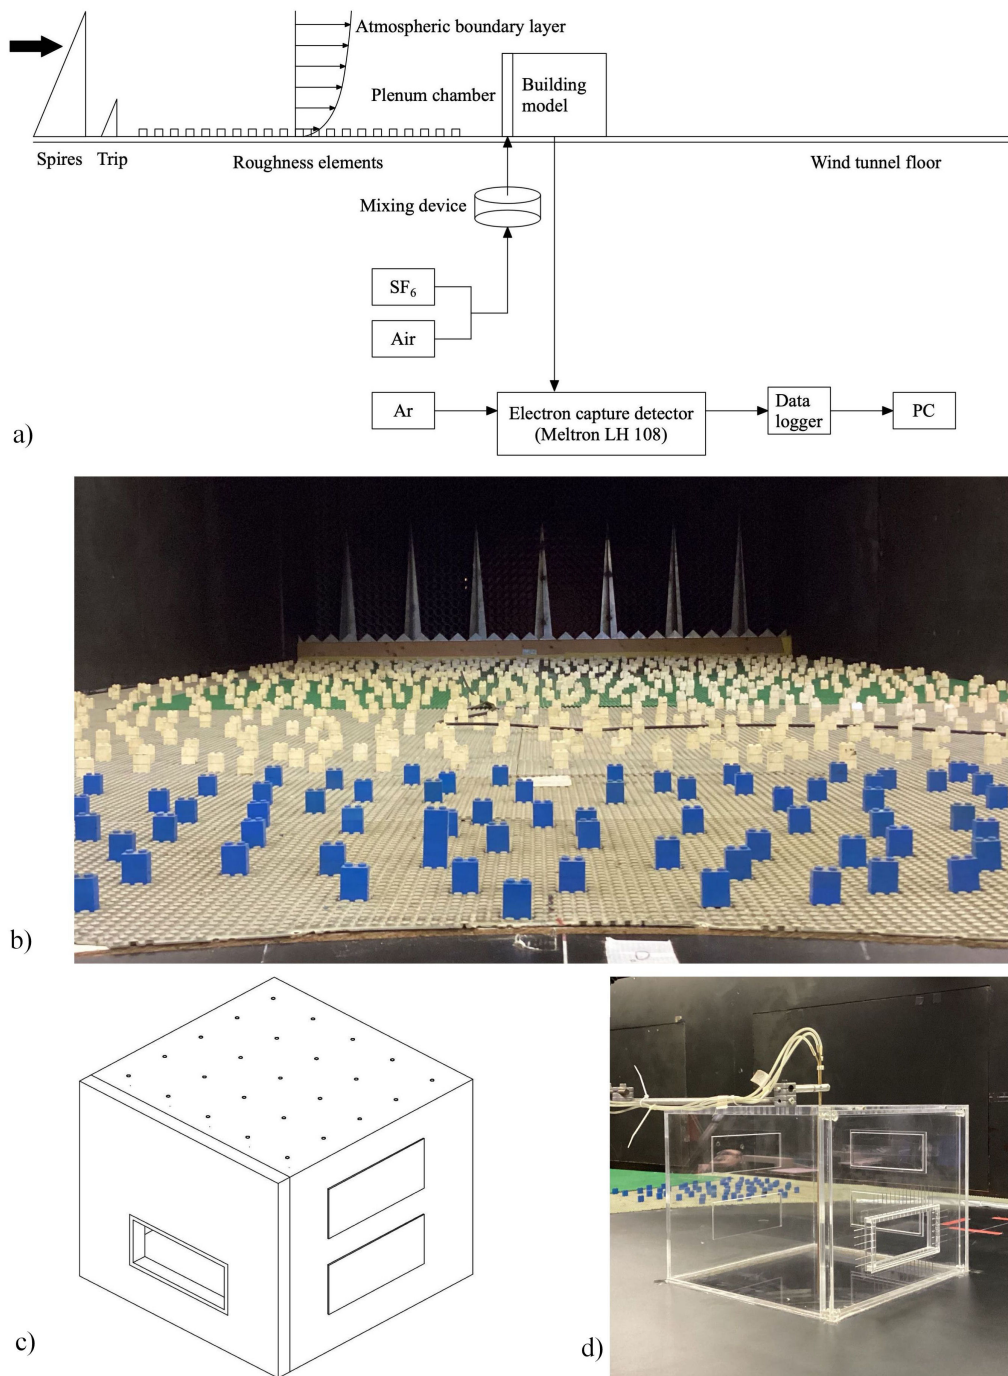 Atmospheric boundary layer
Plenum chamber
Building
model
Spires
Trip
Roughness elements
Wind tunnel floor
Mixing device
SF₆
Air
Ar
Electron capture detector
(Meltron LH 108)
Data
logger
PC
a)
b)
c)
d)